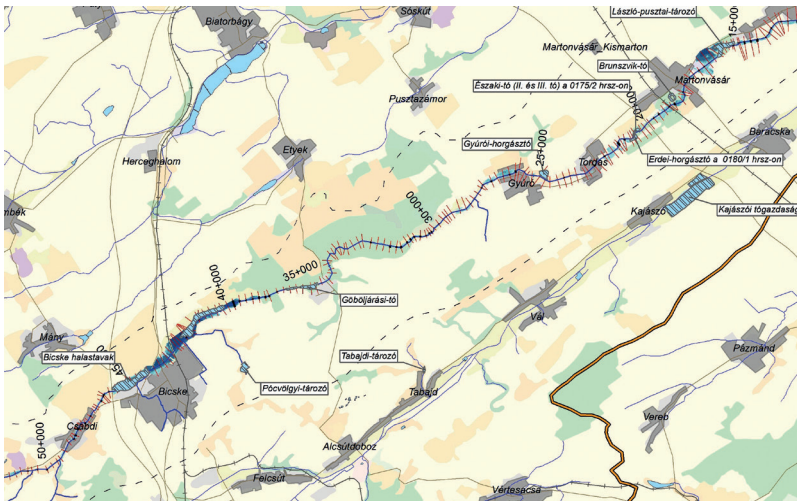 Biatorbágy
Sóskút
László-pusztai-tározó
15+000
Martonvásár_Kismarton
Brunszvik-tó
Martonvásár
Északi-tó (II. és III. tó) a 0175/2 hrsz-on
Pusztazámor
20+000
Baracska
Herceghalom
Etyek
Gyúrói-horgásztó
25+000
Tordas
Erdei-horgásztó a 0180/1 hrsz-on
Gyúró
Kajászó
Kajászói tógazdaság
30+000
35+000
40+000
Göböljárási-tó
Vál
Mány
Bicske halastavak
Pócvölgyi-tározó
Tabajdi-tározó
Pázmánd
Bicske
Tabajd
Vereb
Csabdi
50+000
Alcsútdoboz
Felcsút
Vértesacsa